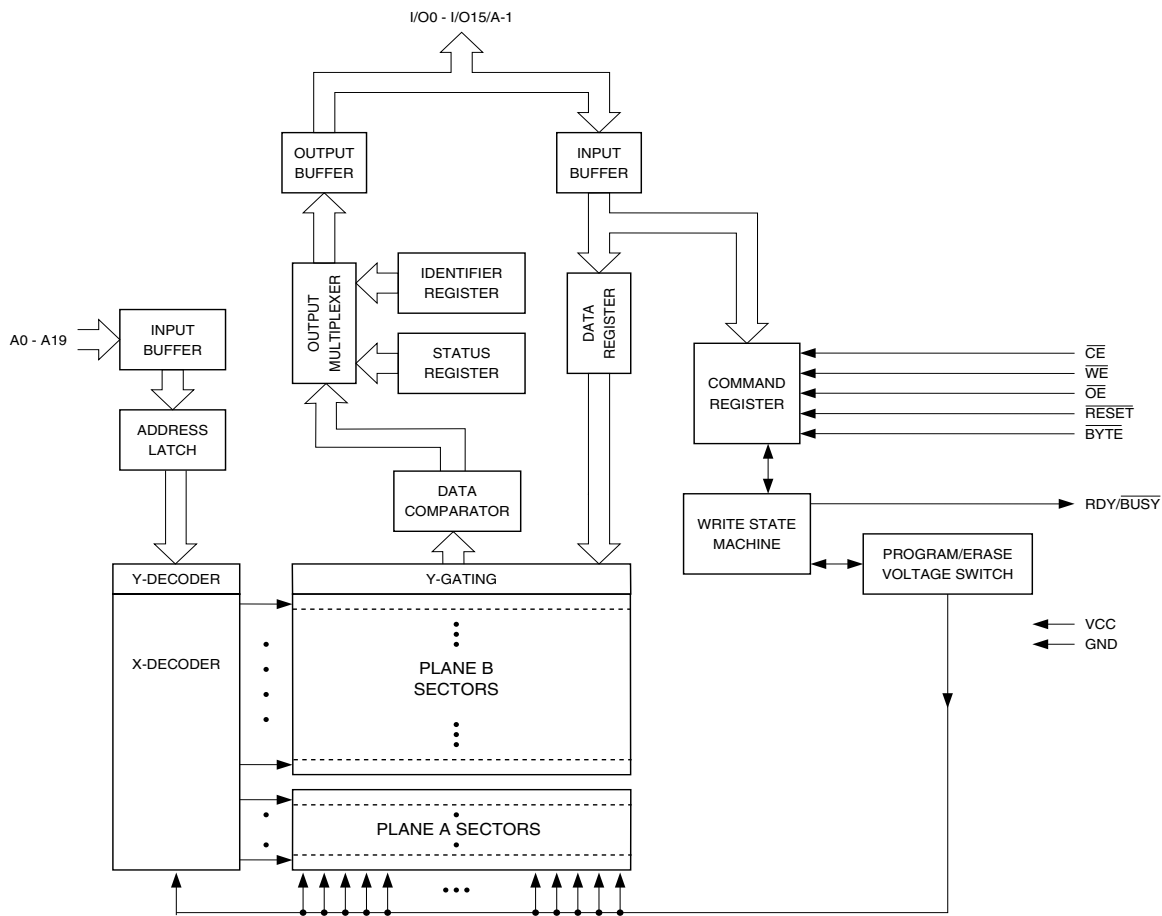 I/O0 - I/O15/A-1
OUTPUT
BUFFER
INPUT
BUFFER
OUTPUT
MULTIPLEXER
IDENTIFIER
REGISTER
STATUS
REGISTER
DATA
REGISTER
A0 - A19
INPUT
BUFFER
ADDRESS
LATCH
COMMAND
REGISTER
CE
WE
OE
RESET
BYTE
DATA
COMPARATOR
WRITE STATE
MACHINE
RDY/BUSY
PROGRAM/ERASE
VOLTAGE SWITCH
VCC
GND
Y-DECODER
Y-GATING
X-DECODER
PLANE B
SECTORS
PLANE A SECTORS